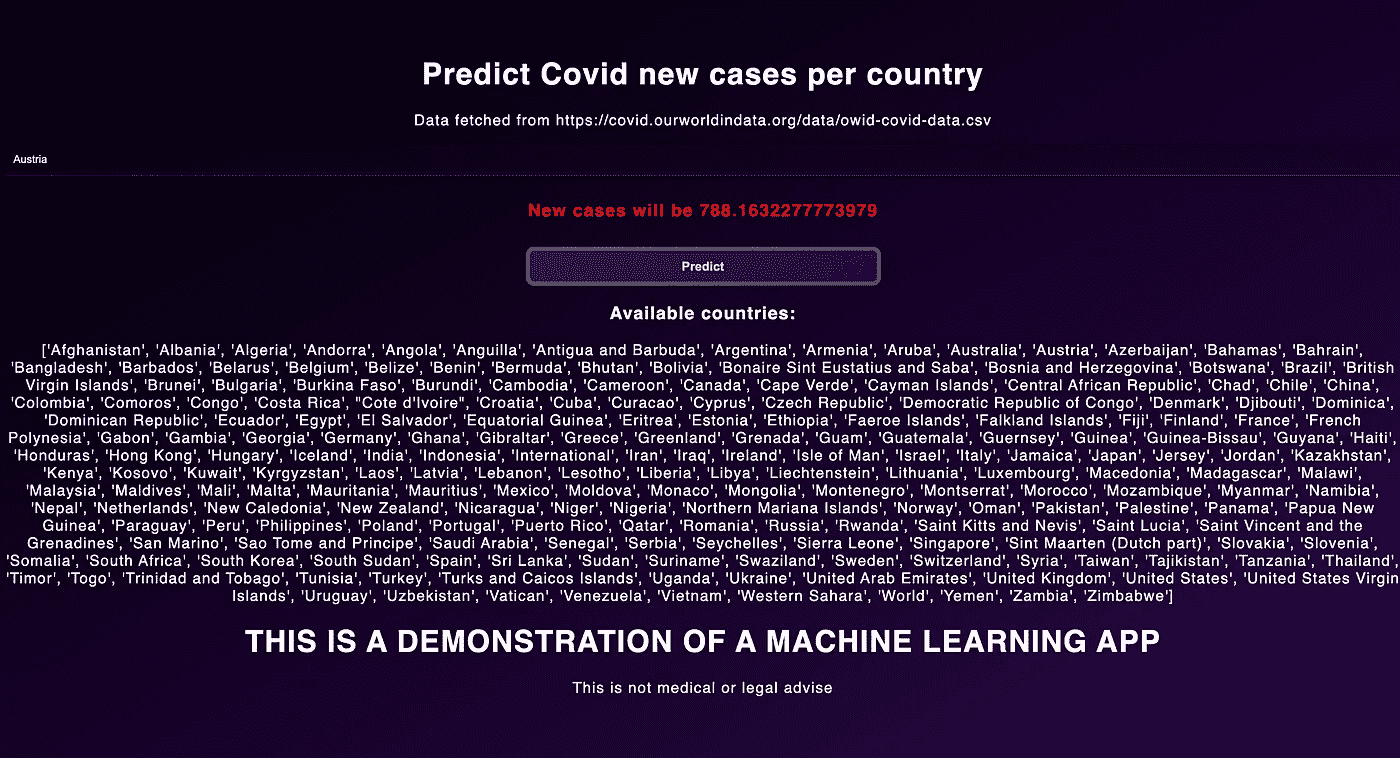 Predict Covid new cases per country
Data fetched from https://covid.ourworldindata.org/data/owid-covid-data.csv
Austria
New cases will be 788.1632277773979
Predict
Available countries:
['Afghanistan', 'Albania', 'Algeria', 'Andorra', 'Angola', 'Anguilla', 'Antigua and Barbuda', 'Argentina', 'Armenia', 'Aruba', 'Australia', 'Austria', 'Azerbaijan', 'Bahamas', 'Bahrain',
'Bangladesh', 'Barbados', 'Belarus', 'Belgium', 'Belize', 'Benin', 'Bermuda', 'Bhutan', 'Bolivia', 'Bonaire Sint Eustatius and Saba', 'Bosnia and Herzegovina', 'Botswana', 'Brazil', 'British
Virgin Islands', 'Brunei', 'Bulgaria', 'Burkina Faso', 'Burundi', 'Cambodia', 'Cameroon', 'Canada', 'Cape Verde', 'Cayman Islands', 'Central African Republic', 'Chad', 'Chile', 'China',
'Colombia', 'Comoros', 'Congo', 'Costa Rica', "Cote d'Ivoire", 'Croatia', 'Cuba', 'Curacao', 'Cyprus', 'Czech Republic', 'Democratic Republic of Congo', 'Denmark', 'Djibouti', 'Dominica',
'Dominican Republic', 'Ecuador', 'Egypt', 'El Salvador', 'Equatorial Guinea', 'Eritrea', 'Estonia', 'Ethiopia', 'Faeroe Islands', 'Falkland Islands', 'Fiji', 'Finland', 'France', 'French
Polynesia', 'Gabon', 'Gambia', 'Georgia', 'Germany', 'Ghana', 'Gibraltar', 'Greece', 'Greenland', 'Grenada', 'Guam', 'Guatemala', 'Guernsey', 'Guinea', 'Guinea-Bissau', 'Guyana', 'Haiti',
'Honduras', 'Hong Kong', 'Hungary', 'Iceland', 'India', 'Indonesia', 'International', 'Iran', 'Iraq', 'Ireland', 'Isle of Man', 'Israel', 'Italy', 'Jamaica', 'Japan', 'Jersey', 'Jordan', 'Kazakhstan',
'Kenya', 'Kosovo', 'Kuwait', 'Kyrgyzstan', 'Laos', 'Latvia', 'Lebanon', 'Lesotho', 'Liberia', 'Libya', 'Liechtenstein', 'Lithuania', 'Luxembourg', 'Macedonia', 'Madagascar', 'Malawi',
'Malaysia', 'Maldives', 'Mali', 'Malta', 'Mauritania', 'Mauritius', 'Mexico', 'Moldova', 'Monaco', 'Mongolia', 'Montenegro', 'Montserrat', 'Morocco', 'Mozambique', 'Myanmar', 'Namibia',
'Nepal', 'Netherlands', 'New Caledonia', 'New Zealand', 'Nicaragua', 'Niger', 'Nigeria', 'Northern Mariana Islands', 'Norway', 'Oman', 'Pakistan', 'Palestine', 'Panama', 'Papua New
Guinea', 'Paraguay', 'Peru', 'Philippines', 'Poland', 'Portugal', 'Puerto Rico', 'Qatar', 'Romania', 'Russia', 'Rwanda', 'Saint Kitts and Nevis', 'Saint Lucia', 'Saint Vincent and the
Grenadines', 'San Marino', 'Sao Tome and Principe', 'Saudi Arabia', 'Senegal', 'Serbia', 'Seychelles', 'Sierra Leone', 'Singapore', 'Sint Maarten (Dutch part)', 'Slovakia', 'Slovenia',
'Somalia', 'South Africa', 'South Korea', 'South Sudan', 'Spain', 'Sri Lanka', 'Sudan', 'Suriname', 'Swaziland', 'Sweden', 'Switzerland', 'Syria', 'Taiwan', 'Tajikistan', 'Tanzania', 'Thailand',
'Timor', 'Togo', 'Trinidad and Tobago', 'Tunisia', 'Turkey', 'Turks and Caicos Islands', 'Uganda', 'Ukraine', 'United Arab Emirates', 'United Kingdom', 'United States', 'United States Virgin
Islands', 'Uruguay', 'Uzbekistan', 'Vatican', 'Venezuela', 'Vietnam', 'Western Sahara', 'World', 'Yemen', 'Zambia', 'Zimbabwe']
THIS IS A DEMONSTRATION OF A MACHINE LEARNING APP
This is not medical or legal advise